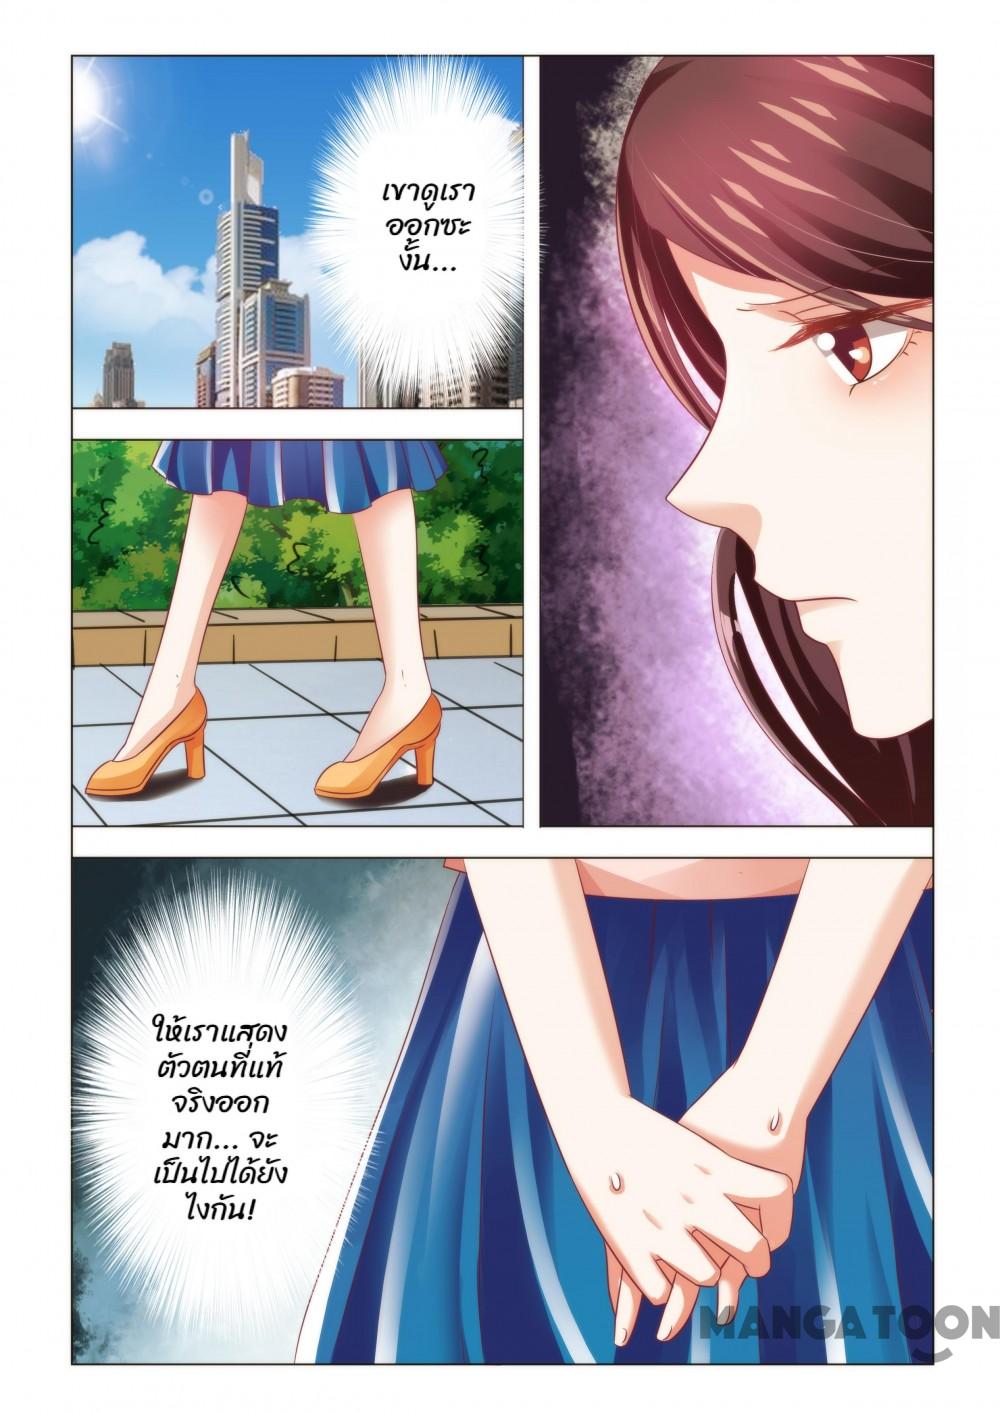 เขาดูเรา
ออกซะ
งั้น...
ให้เราแสดง
ตัวตนที่แท้
จริงออก
มาก... จะ
เป็นไปได้ยัง
ไงกัน!
MANGATOON